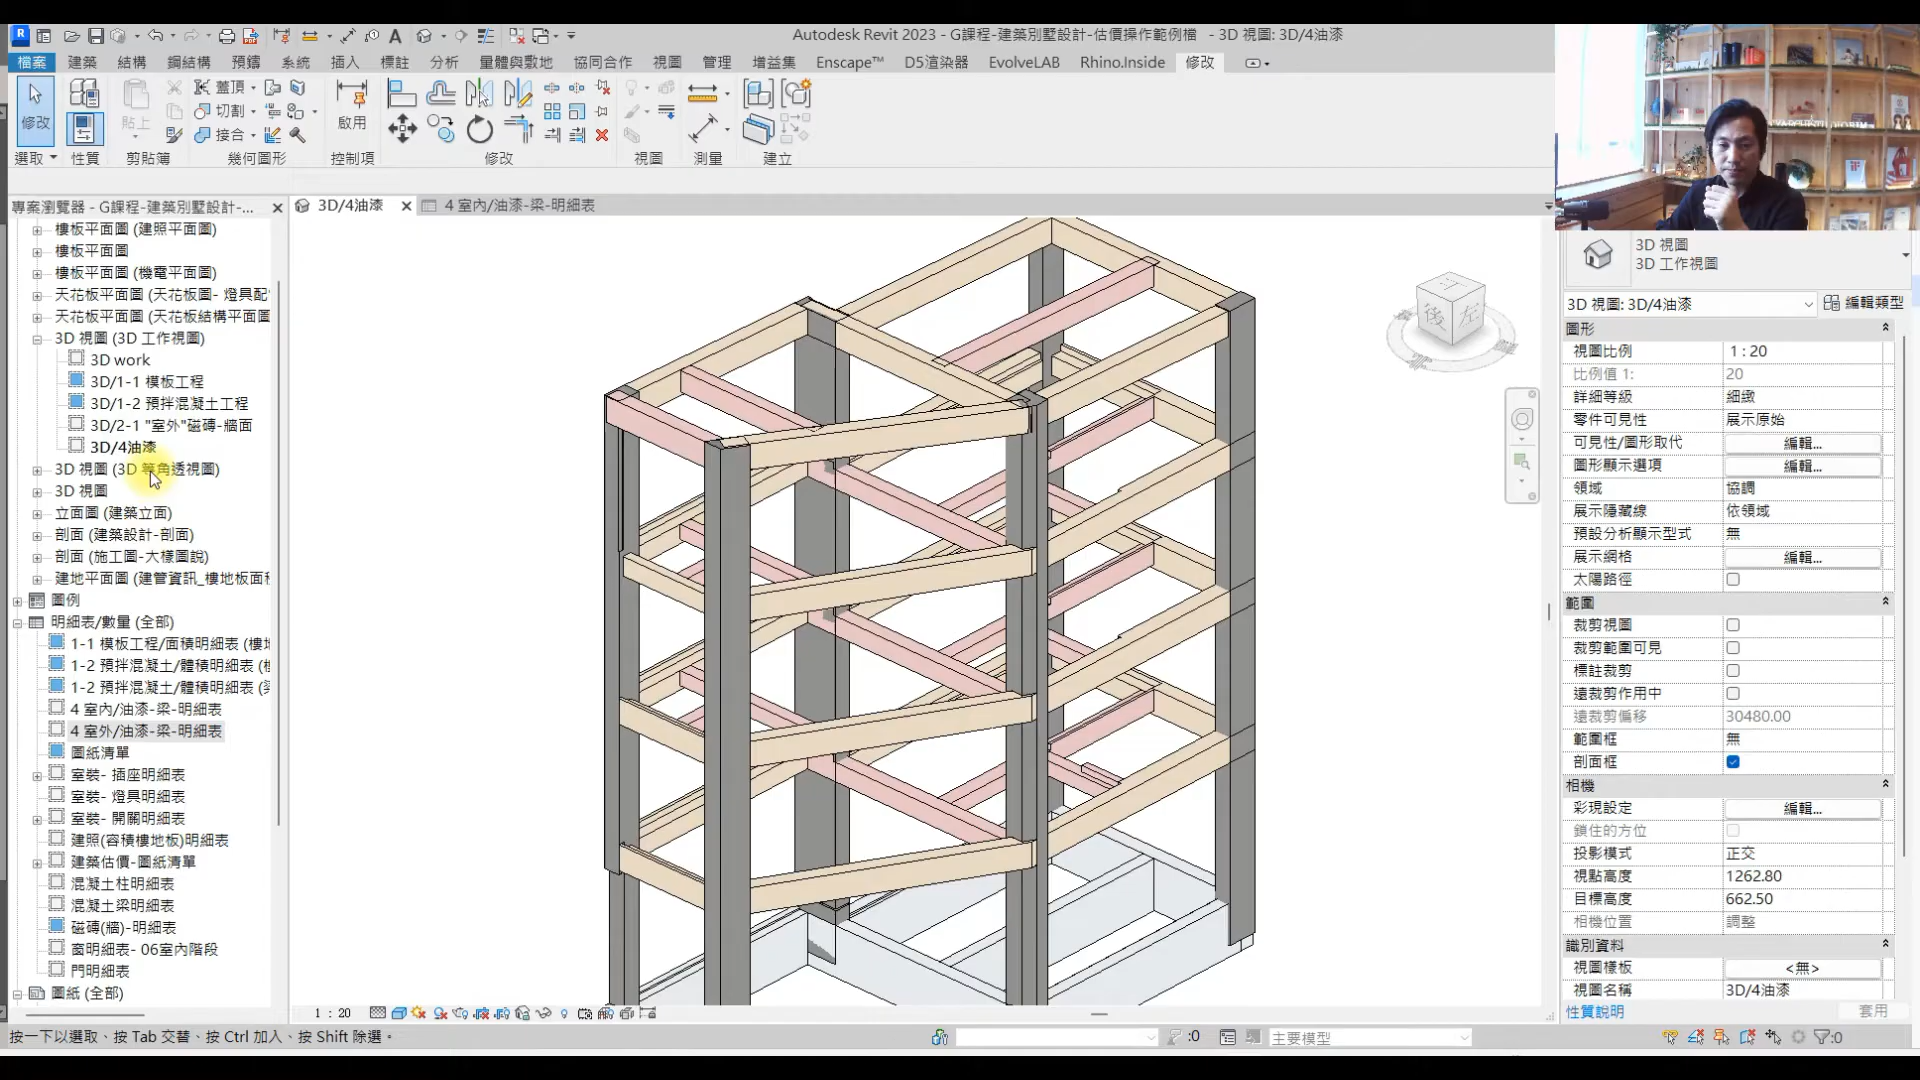 Autodesk Revit 2023 - G課程-建築別墅設計-估價操作範例檔 - 3D 視圖: 3D/4油漆
檔案 建築 結構 鋼結構 系統 插入 標註 分析 量體與敷地 協同合作 視圖 管理 增益集 Enscape™ D5渲染器 EvolveLAB Rhino.Inside 修改
修改 貼上 蓋頂 切割 接合 啟用
選取 性質 剪貼簿 幾何圖形 控制項 修改 視圖 測量 建立
專案瀏覽器 - G課程-建築別墅設計-...
3D/4油漆
4 室內/油漆-梁-明細表
樓板平面圖 (建照平面圖)
樓板平面圖
樓板平面圖 (機電平面圖)
天花板平面圖 (天花板圖- 燈具配
天花板平面圖 (天花板結構平面圖
3D 視圖 (3D 工作視圖)
3D work
3D/1-1 模板工程
3D/1-2 預拌混凝土工程
3D/2-1 "室外"磁磚-牆面
3D/4油漆
3D 視圖 (3D 等角透視圖)
3D 視圖
立面圖 (建築立面)
剖面 (建築設計-剖面)
剖面 (施工圖-大樣圖說)
建地平面圖 (建管資訊_樓地板面積
圖例
明細表/數量 (全部)
1-1 模板工程/面積明細表 (樓地
1-2 預拌混凝土/體積明細表 (樓
1-2 預拌混凝土/體積明細表 (梁
4 室內/油漆-梁-明細表
4 室外/油漆-梁-明細表
圖紙清單
室裝- 插座明細表
室裝- 燈具明細表
室裝- 開關明細表
建照(容積樓地板)明細表
建築估價-圖紙清單
混凝土柱明細表
混凝土梁明細表
磁磚(牆)-明細表
窗明細表- 06室內階段
門明細表
圖紙 (全部)
上
後
左
3D 視圖
3D 工作視圖
3D 視圖: 3D/4油漆
編輯類型
圖形
視圖比例 1 : 20
比例值 1: 20
詳細等級 細緻
零件可見性 展示原始
可見性/圖形取代 編輯...
圖形顯示選項 編輯...
領域 協調
展示隱藏線 依領域
預設分析顯示型式 無
展示網格 編輯...
太陽路徑
範圍
裁剪視圖
裁剪範圍可見
標註裁剪
遠裁剪作用中
遠裁剪偏移 30480.00
範圍框 無
剖面框
相機
彩現設定 編輯...
鎖住的方位
投影模式 正交
視點高度 1262.80
目標高度 662.50
相機位置 調整
識別資料
視圖樣板 <無>
視圖名稱 3D/4油漆
性質說明 套用
1 : 20
按一下以選取、按 Tab 交替、按 Ctrl 加入、按 Shift 除選。
:0
主要模型
:0